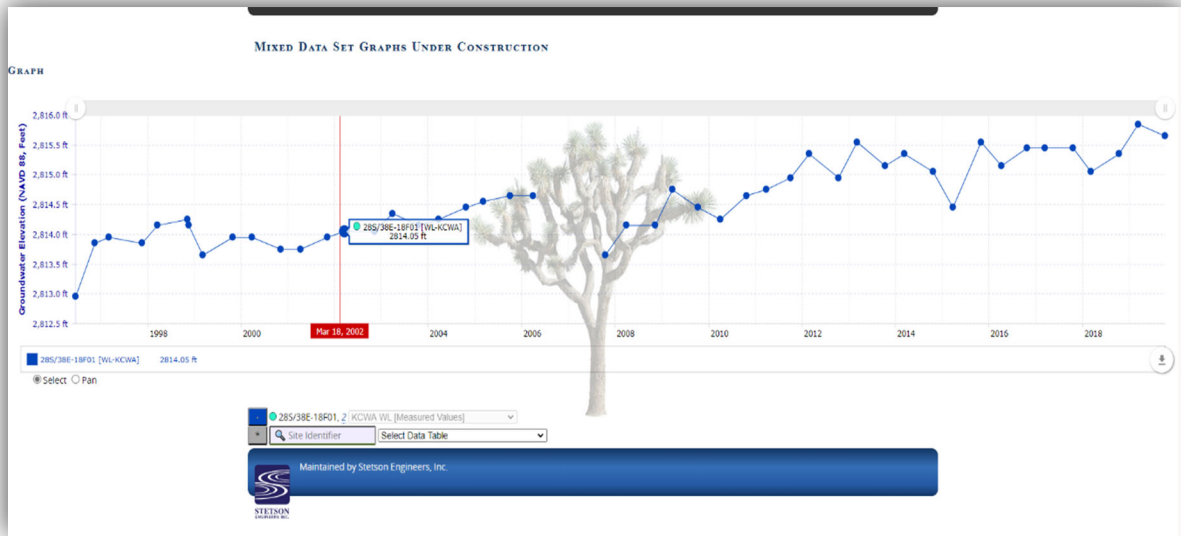 Mixed Data Set Graphs Under Construction
Graph
Groundwater Elevation (NAVD 88, Feet)
2,816.0 ft
2,815.5 ft
2,815.0 ft
2,814.5 ft
2,814.0 ft
2,813.5 ft
2,813.0 ft
2,812.5 ft
28S/38E-18F01 [WL-KCWA]
2814.05 ft
1998 2000 Mar 18, 2002 2004 2006 2008 2010 2012 2014 2016 2018
28S/38E-18F01 [WL-KCWA] 2814.05 ft
Select Pan
- 28S/38E-18F01, 2 KCWA WL [Measured Values]
* Site Identifier Select Data Table
Maintained by Stetson Engineers, Inc.
STETSON
ENGINEERS INC.